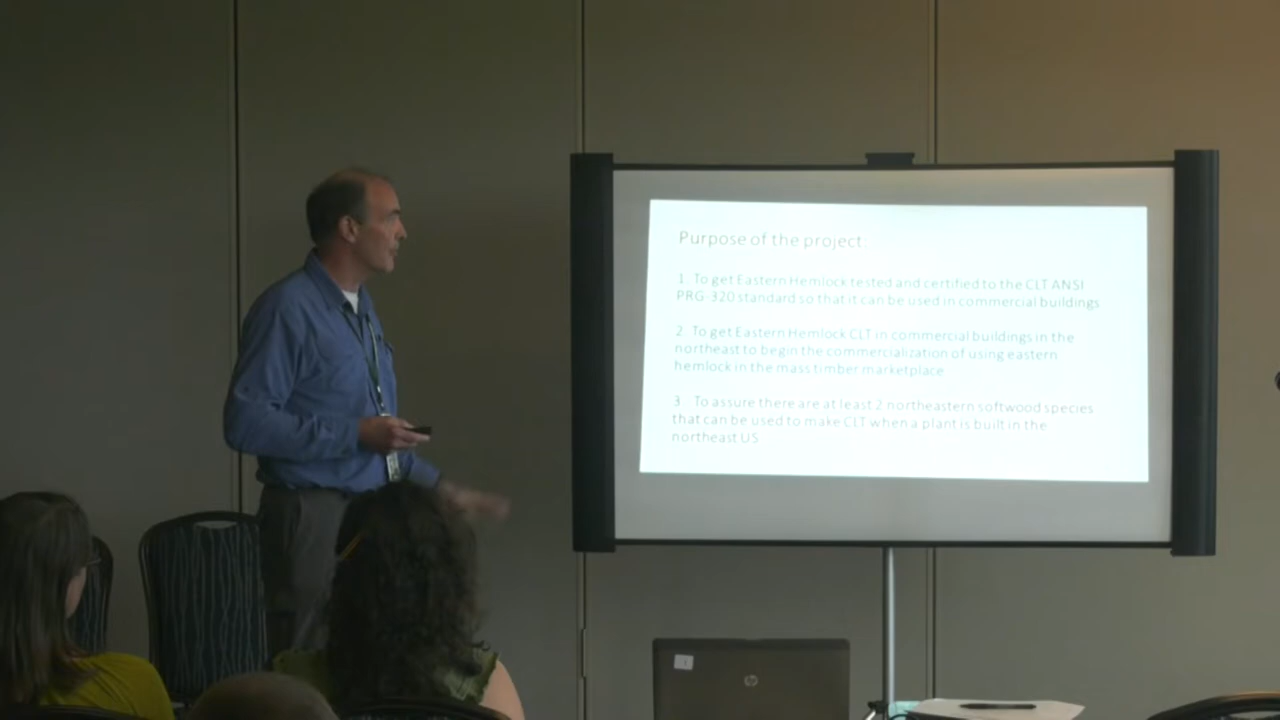 Purpose of the project:
1. To get Eastern Hemlock tested and certified to the CLT ANSI
PRG-320 standard so that it can be used in commercial buildings
2. To get Eastern Hemlock CLT in commercial buildings in the
northeast to begin the commercialization of using eastern
hemlock in the mass timber marketplace
3. To assure there are at least 2 northeastern softwood species
that can be used to make CLT when a plant is built in the
northeast US
hp